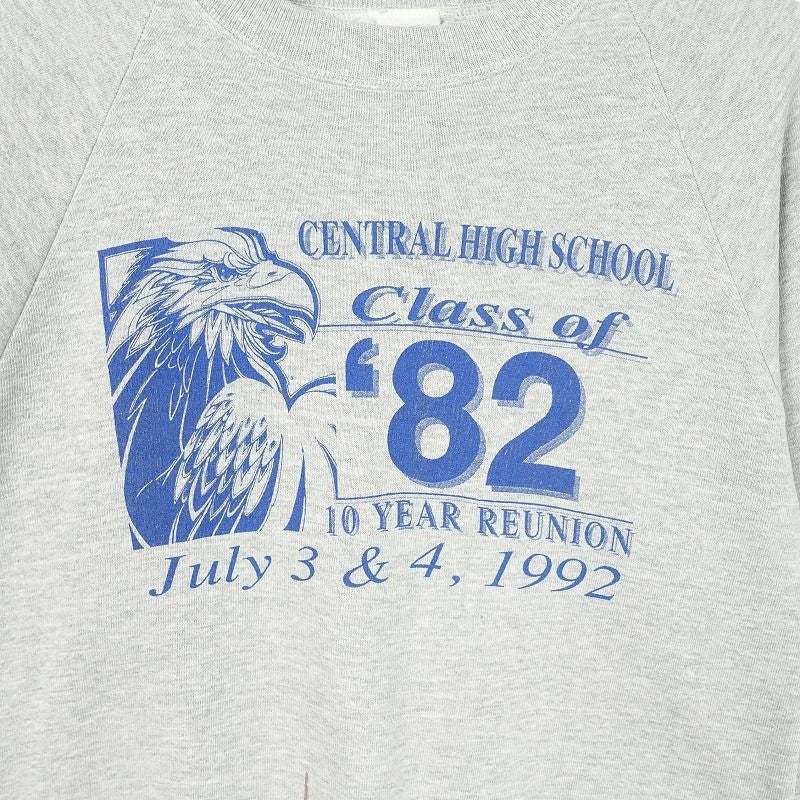 CENTRAL HIGH SCHOOL
Class of
‘82
10 YEAR REUNION
July 3 & 4, 1992